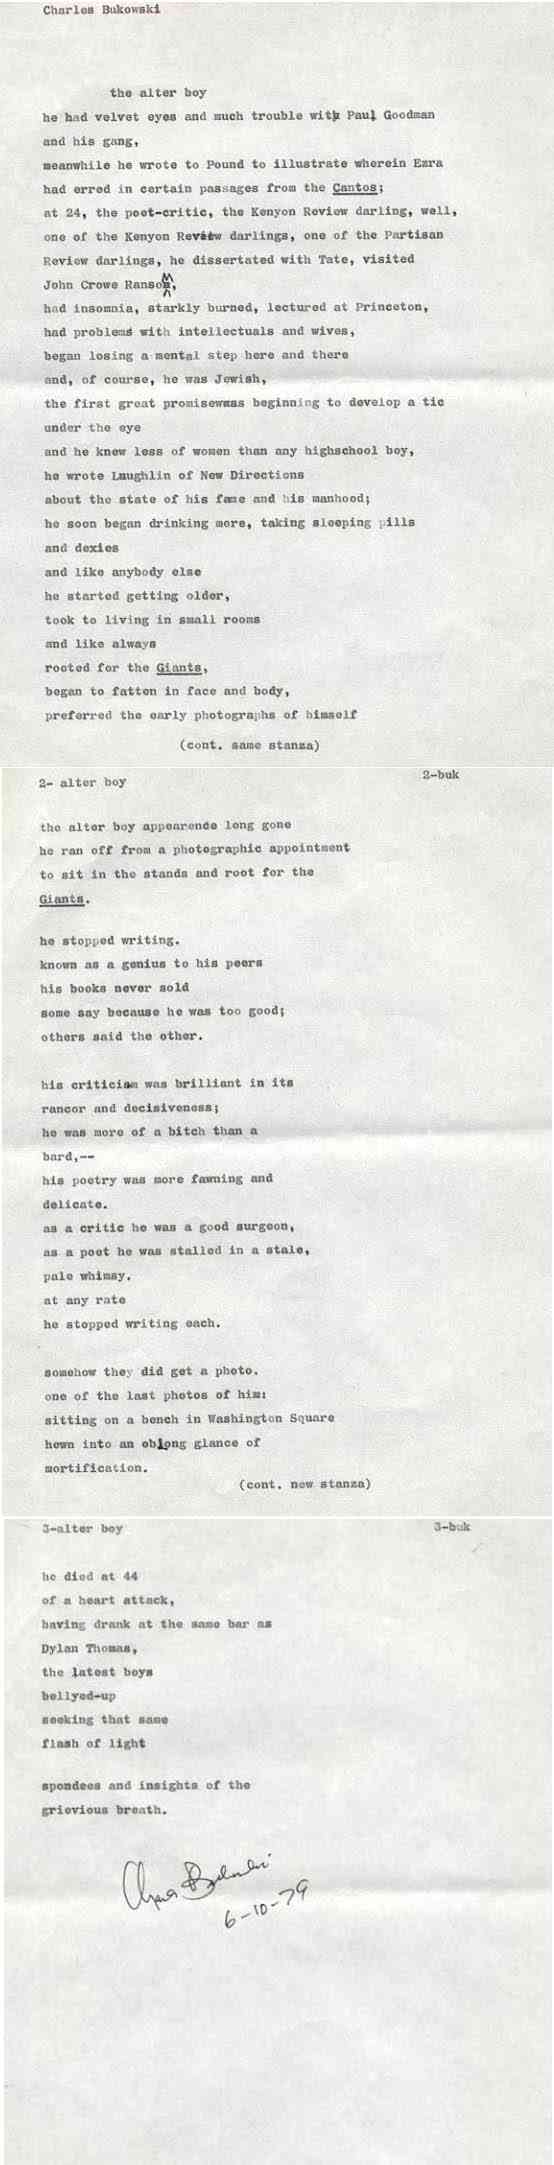 Charles Bukowski
the alter boy
he had velvet eyes and much trouble with Paul Goodman
and his gang,
meanwhile he wrote to Pound to illustrate wherein Ezra
had erred in certain passages from the Cantos;
at 24, the poet-critic, the Kenyon Review darling, well,
one of the Kenyon Review darlings, one of the Partisan
Review darlings, he dissertated with Tate, visited
John Crowe Ransom,
had insomnia, starkly burned, lectured at Princeton,
had problems with intellectuals and wives,
began losing a mental step here and there
and, of course, he was Jewish,
the first great promisewmas beginning to develop a tic
under the eye
and he knew less of women than any highschool boy,
he wrote Laughlin of New Directions
about the state of his fame and his manhood;
he soon began drinking more, taking sleeping pills
and dexies
and like anybody else
he started getting older,
took to living in small rooms
and like always
rooted for the Giants,
began to fatten in face and body,
preferred the early photographs of himself
(cont. same stanza)
2- alter boy 2-buk
the alter boy appearende long gone
he ran off from a photographic appointment
to sit in the stands and root for the
Giants.
he stopped writing.
known as a genius to his peers
his books never sold
some say because he was too good;
others said the other.
his criticism was brilliant in its
rancor and decisiveness;
he was more of a bitch than a
bard,--
his poetry was more fawning and
delicate.
as a critic he was a good surgeon,
as a poet he was stalled in a stale,
pale whimsy.
at any rate
he stopped writing each.
somehow they did get a photo.
one of the last photos of him:
sitting on a bench in Washington Square
hewn into an oblong glance of
mortification.
(cont. new stanza)
3-alter boy 3-buk
he died at 44
of a heart attack,
having drank at the same bar as
Dylan Thomas,
the latest boys
bellyed-up
seeking that same
flash of light
spondees and insights of the
grievious breath.
Charles Bukowski
6-10-79